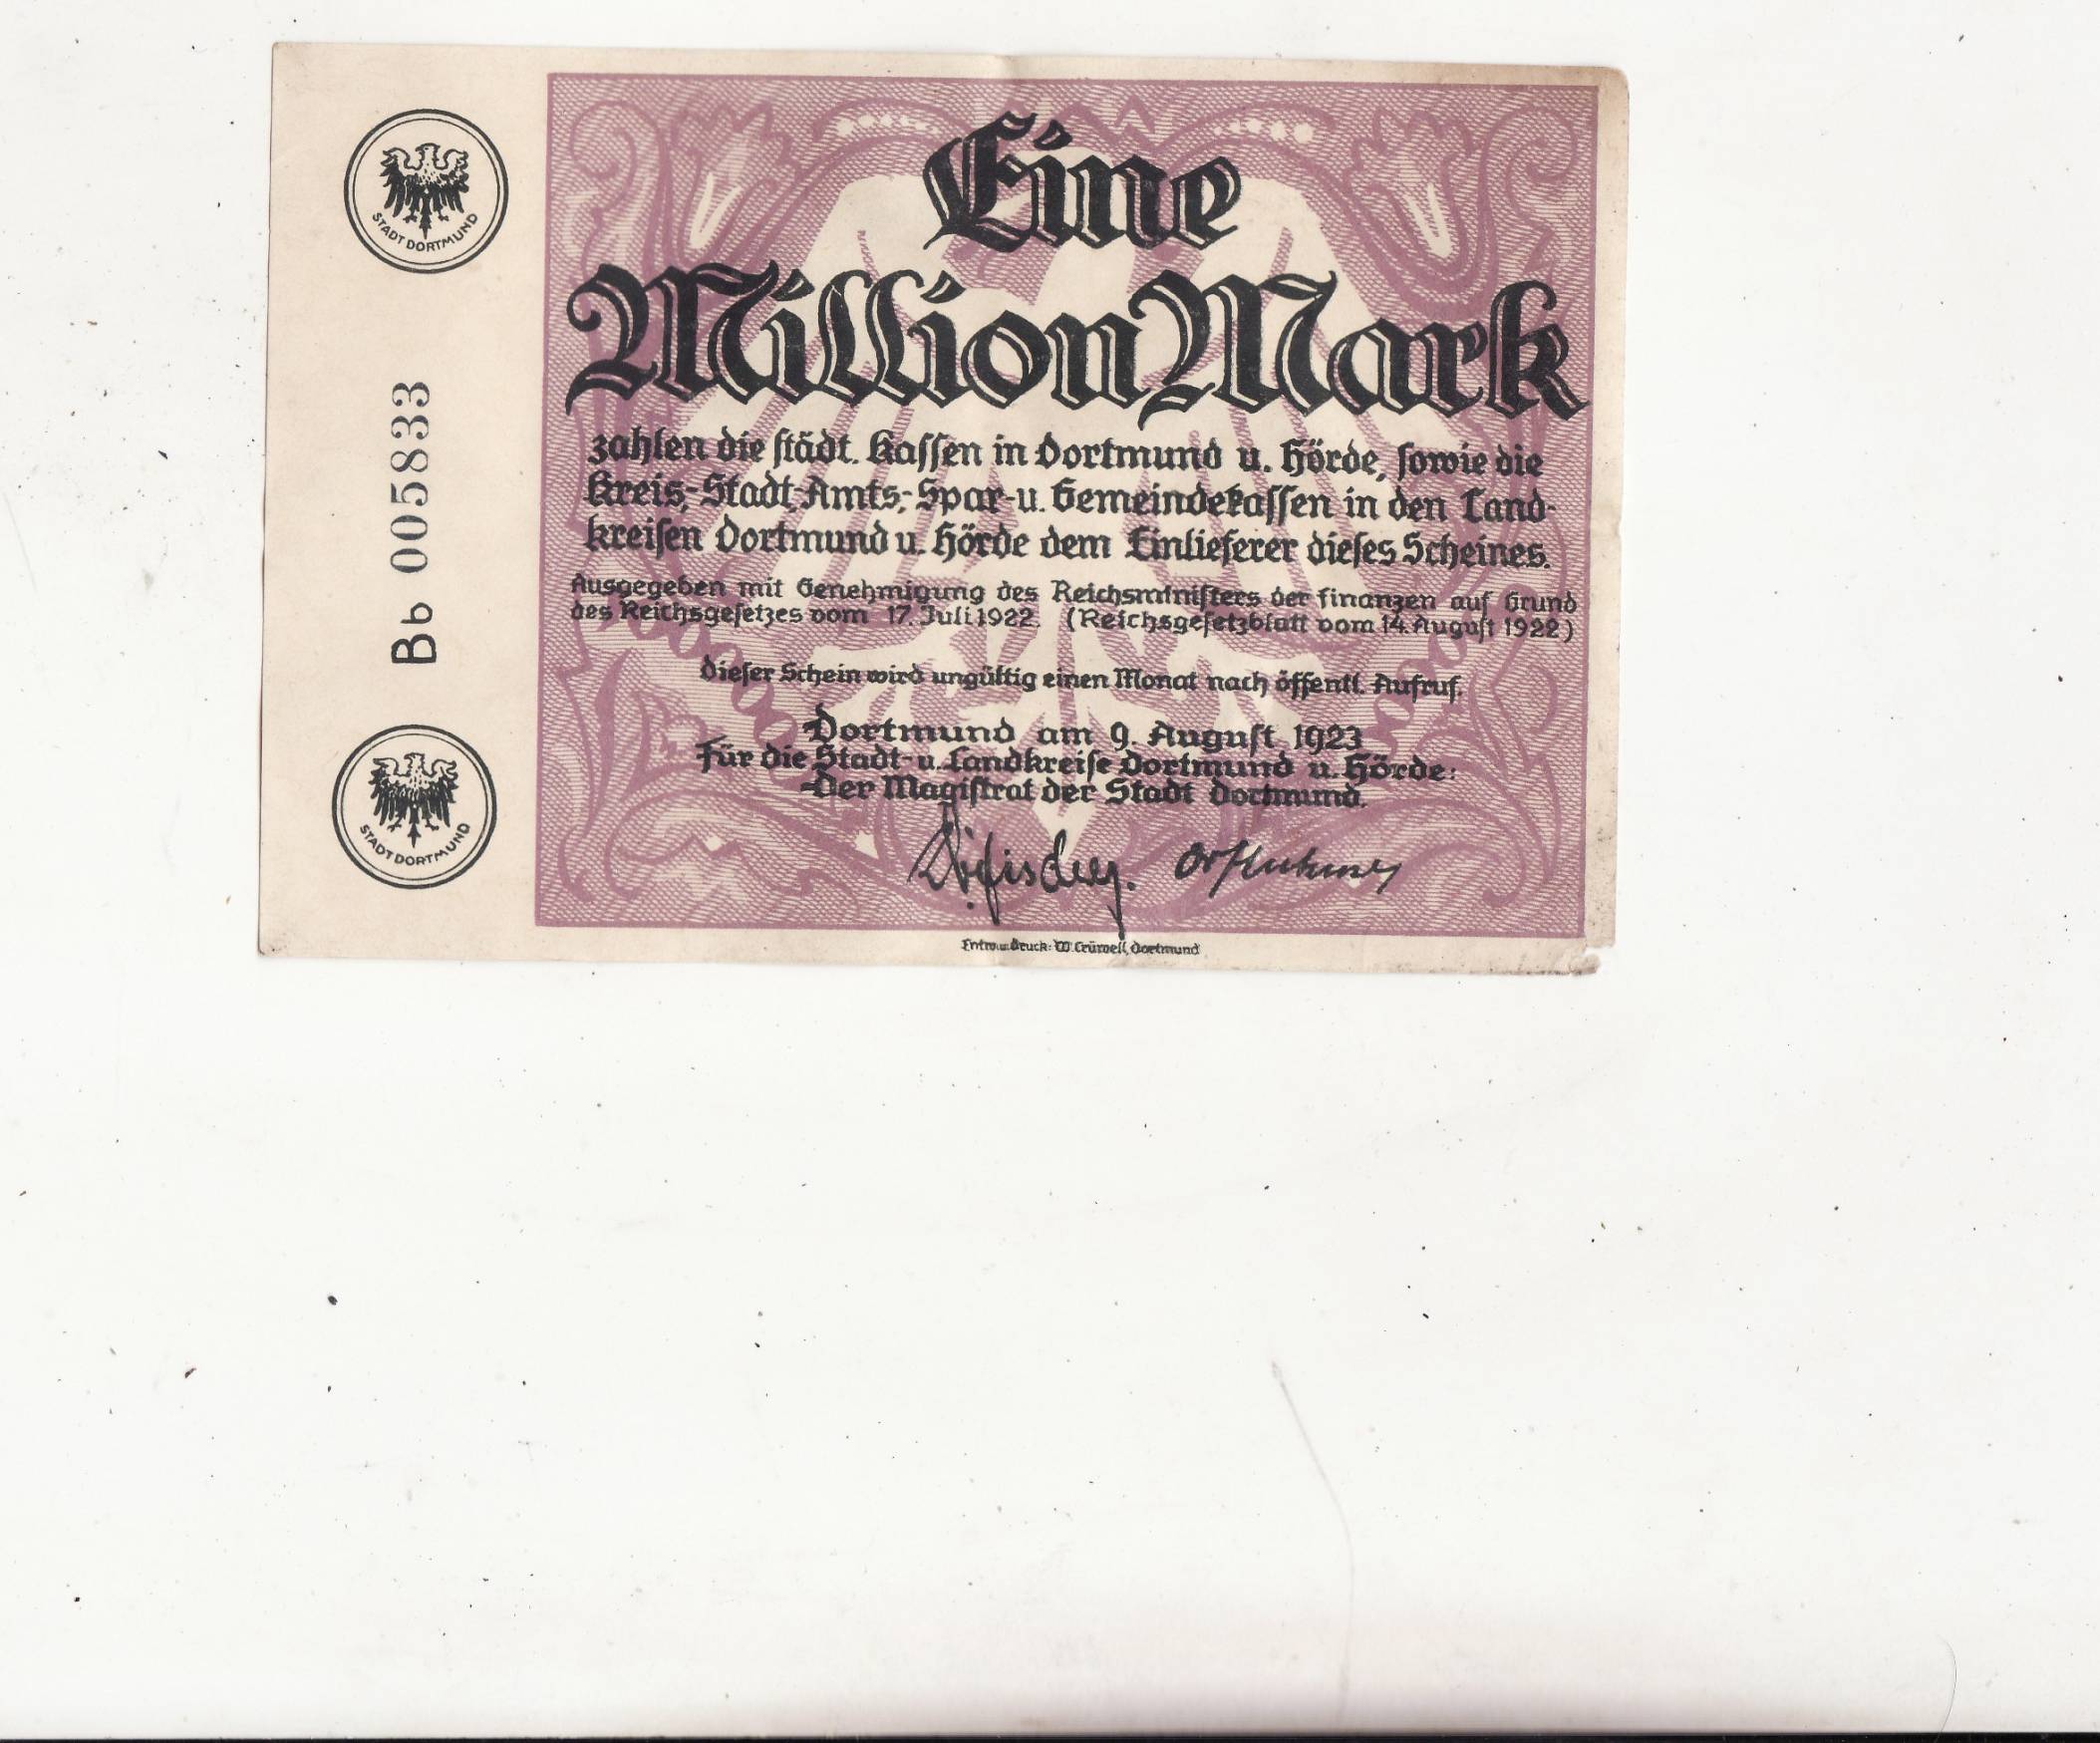 STADT DORTMUND
Bb 005833
STADT DORTMUND
Eine
Million Mark
zahlen die städt. Kassen in Dortmund u. Hörde, sowie die
Kreis-, Stadt-, Amts-, Spar- u. Gemeindekassen in den Land-
kreisen Dortmund u. Hörde dem Einlieferer dieses Scheines.
Ausgegeben mit Genehmigung des Reichsministers der Finanzen auf Grund
des Reichsgesetzes vom 17. Juli 1922. (Reichsgesetzblatt vom 14. August 1922)
Dieser Schein wird ungültig einen Monat nach öffentl. Aufruf.
Dortmund am 9. August 1923
Für die Stadt- u. Landkreise Dortmund u. Hörde:
Der Magistrat der Stadt Dortmund.
Entw. u. Druck: W. Crüwell, Dortmund